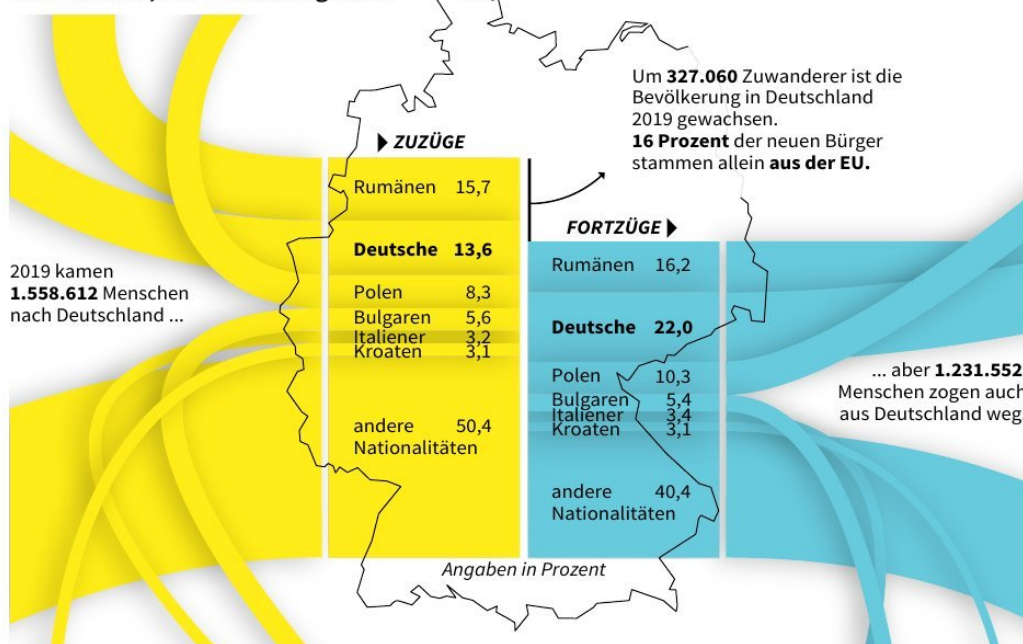 Um 327.060 Zuwanderer ist die
Bevölkerung in Deutschland
2019 gewachsen.
16 Prozent der neuen Bürger
stammen allein aus der EU.
ZUZÜGE
Rumänen 15,7
Deutsche 13,6
Polen 8,3
Bulgaren 5,6
Italiener 3,2
Kroaten 3,1
andere 50,4
Nationalitäten
2019 kamen
1.558.612 Menschen
nach Deutschland ...
FORTZÜGE
Rumänen 16,2
Deutsche 22,0
Polen 10,3
Bulgaren 5,4
Italiener 3,4
Kroaten 3,1
andere 40,4
Nationalitäten
... aber 1.231.552
Menschen zogen auch
aus Deutschland weg.
Angaben in Prozent